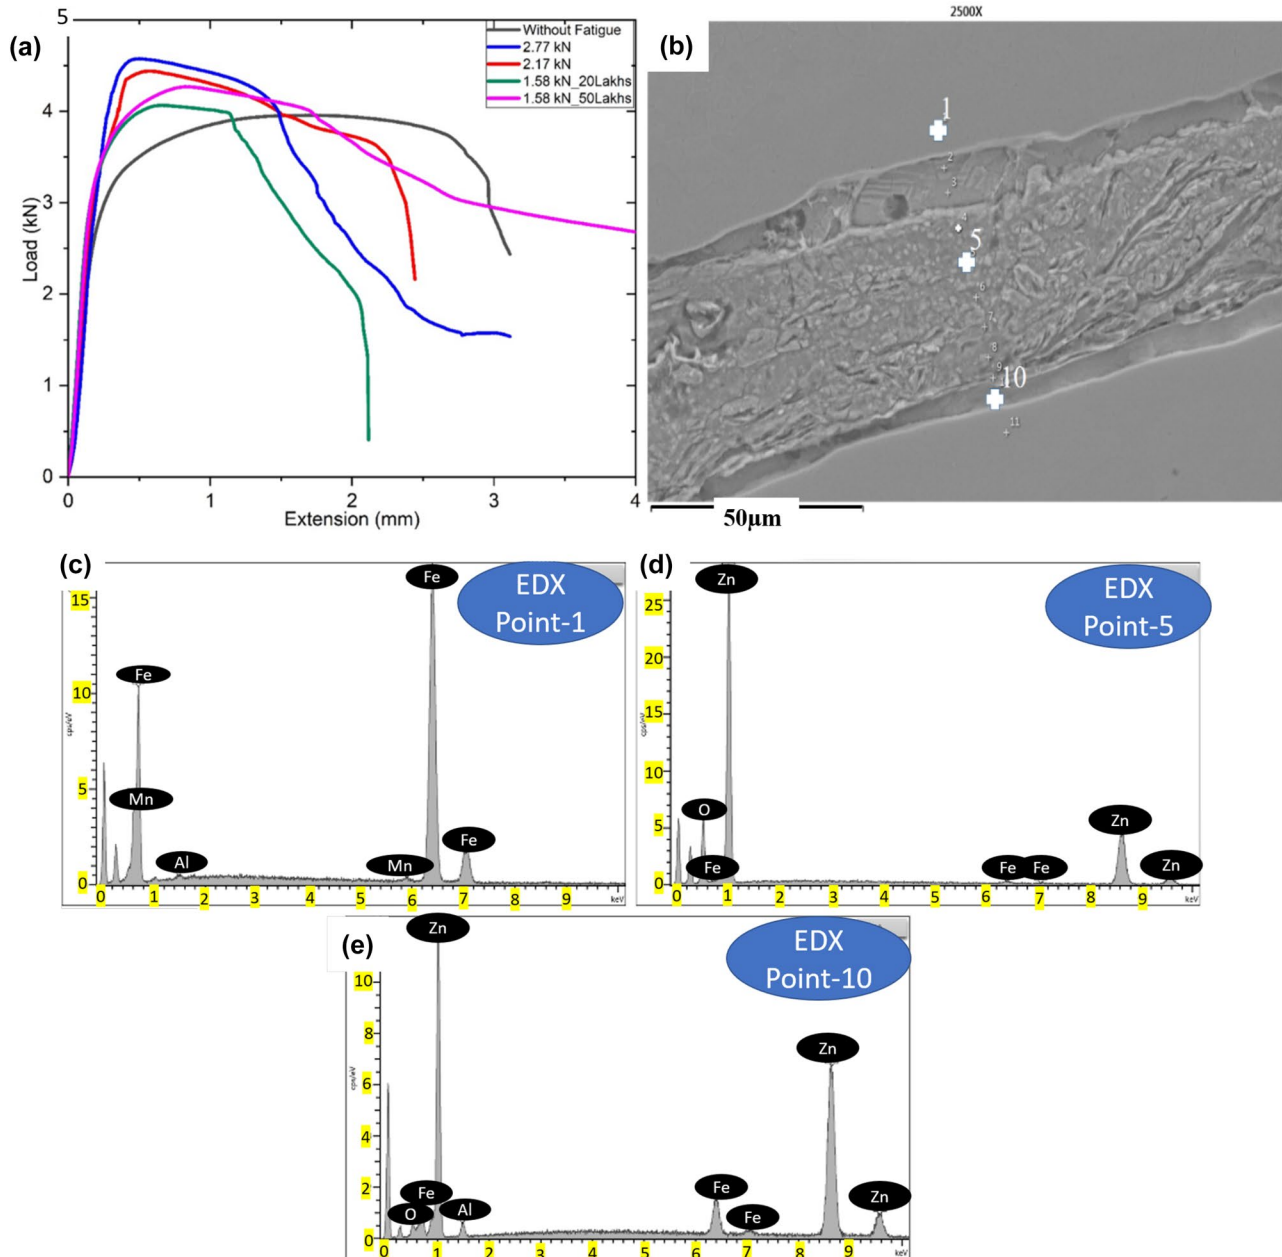 (a)
5
4
3
2
1
0
Load (kN)
Without Fatigue
2.77 kN
2.17 kN
1.58 kN_20Lakhs
1.58 kN_50Lakhs
0 1 2 3 4
Extension (mm)
2500X
(b)
1
2
3
4
5
6
7
8
9
10
11
50µm
(c)
EDX
Point-1
15
10
5
0
cps/eV
Fe
Fe
Mn
Al
Mn
Fe
0 1 2 3 4 5 6 7 8 9
keV
(d)
EDX
Point-5
25
20
15
10
5
0
cps/eV
Zn
O
Fe
Fe
Fe
Zn
Zn
0 1 2 3 4 5 6 7 8 9
keV
(e)
EDX
Point-10
10
8
6
4
2
0
cps/eV
Zn
Zn
Fe
O
Al
Fe
Fe
Zn
0 1 2 3 4 5 6 7 8 9
keV